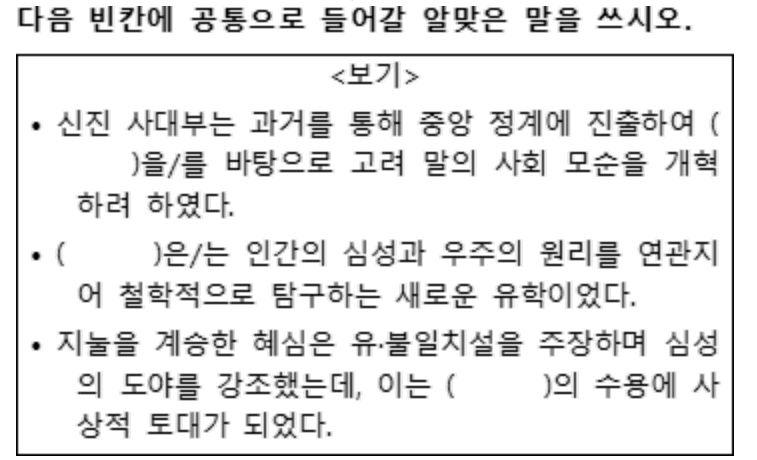 다음 빈칸에 공통으로 들어갈 알맞은 말을 쓰시오.
<보기>
• 신진 사대부는 과거를 통해 중앙 정계에 진출하여 (
)을/를 바탕으로 고려 말의 사회 모순을 개혁
하려 하였다.
• (      )은/는 인간의 심성과 우주의 원리를 연관지
어 철학적으로 탐구하는 새로운 유학이었다.
• 지눌을 계승한 혜심은 유·불일치설을 주장하며 심성
의 도야를 강조했는데, 이는 (      )의 수용에 사
상적 토대가 되었다.